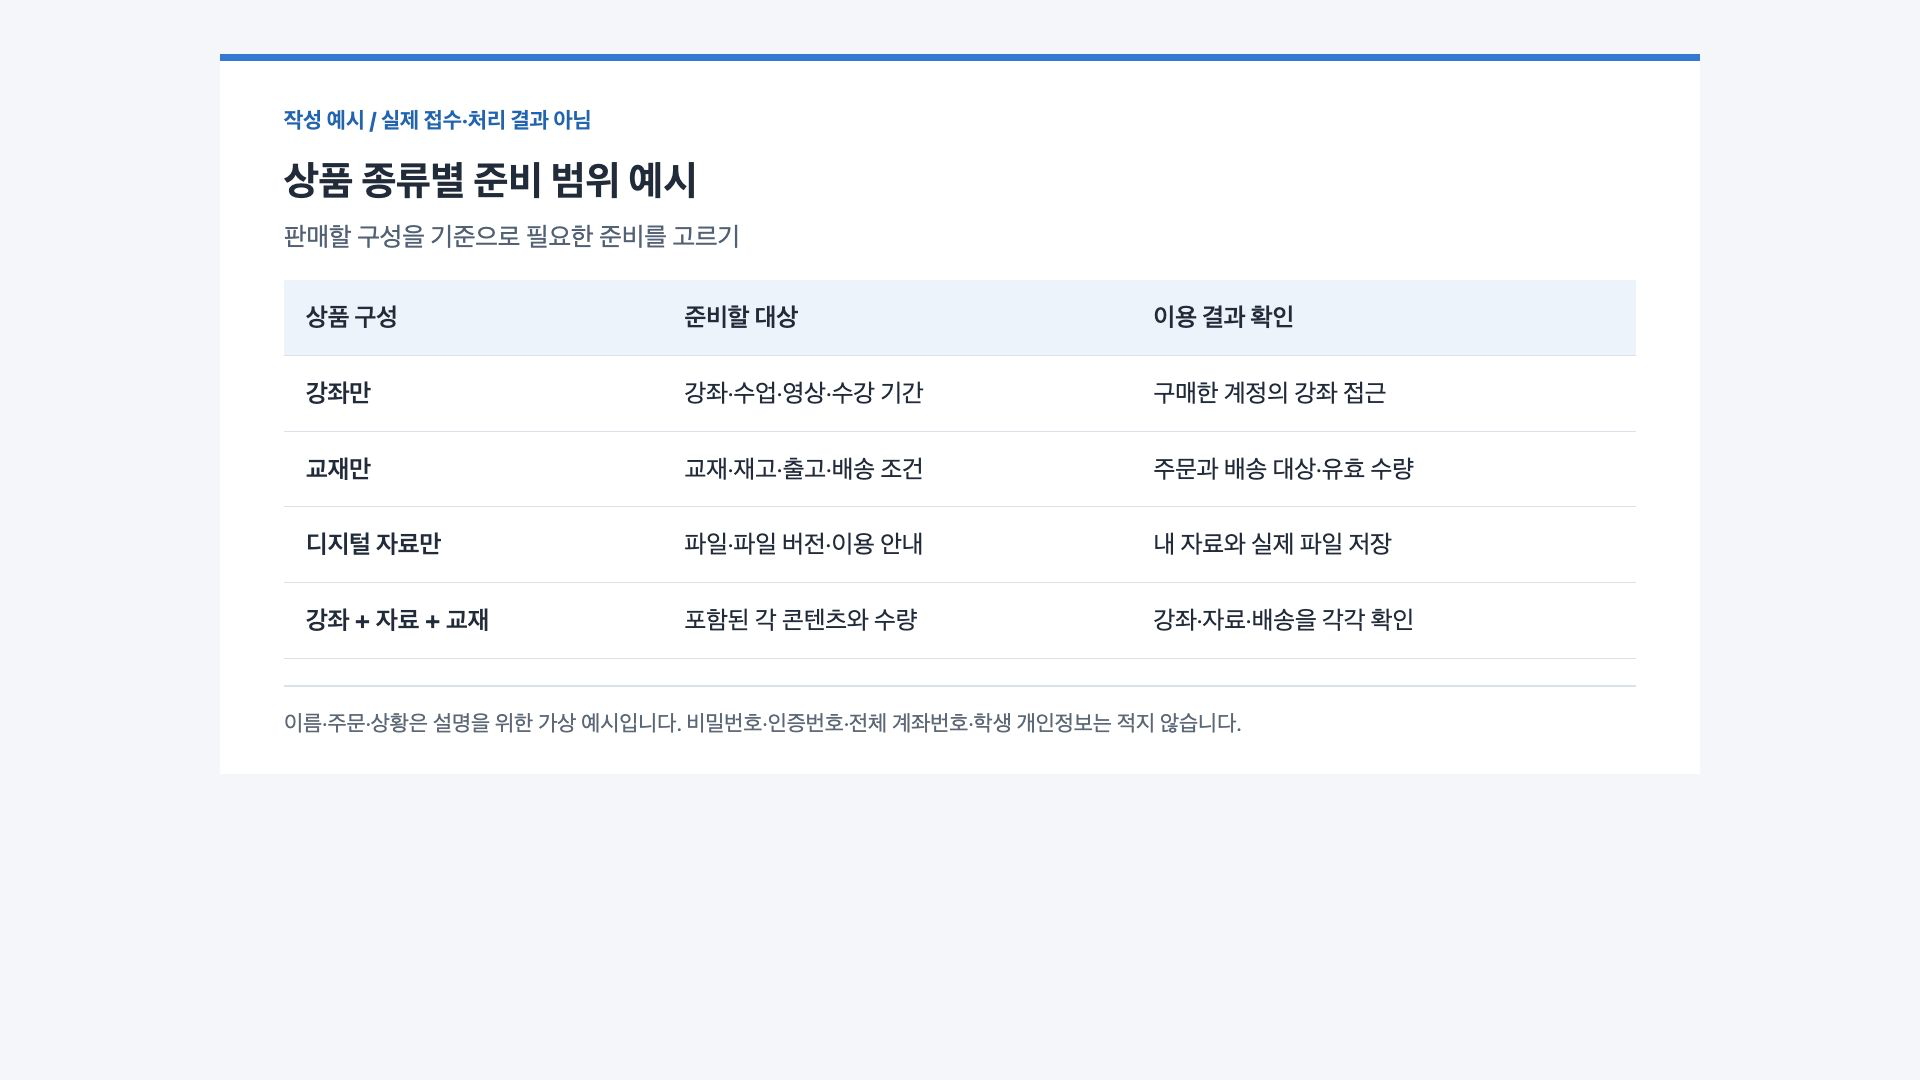 작성 예시 / 실제 접수·처리 결과 아님
상품 종류별 준비 범위 예시
판매할 구성을 기준으로 필요한 준비를 고르기
상품 구성 준비할 대상 이용 결과 확인
강좌만 강좌·수업·영상·수강 기간 구매한 계정의 강좌 접근
교재만 교재·재고·출고·배송 조건 주문과 배송 대상·유효 수량
디지털 자료만 파일·파일 버전·이용 안내 내 자료와 실제 파일 저장
강좌 + 자료 + 교재 포함된 각 콘텐츠와 수량 강좌·자료·배송을 각각 확인
이름·주문·상황은 설명을 위한 가상 예시입니다. 비밀번호·인증번호·전체 계좌번호·학생 개인정보는 적지 않습니다.